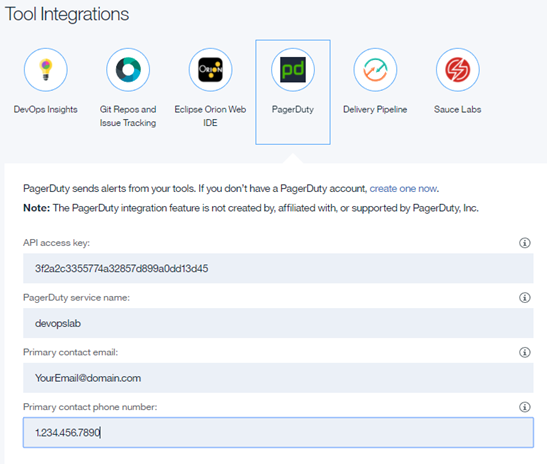 Tool Integrations
DevOps Insights
Git Repos and
Issue Tracking
ORION
Eclipse Orion Web
IDE
pd
PagerDuty
Delivery Pipeline
Sauce Labs
PagerDuty sends alerts from your tools. If you don't have a PagerDuty account, create one now.
Note: The PagerDuty integration feature is not created by, affiliated with, or supported by PagerDuty, Inc.
API access key:
3f2a2c3355774a32857d899a0dd13d45
PagerDuty service name:
devopslab
Primary contact email:
YourEmail@domain.com
Primary contact phone number:
1.234.456.7890